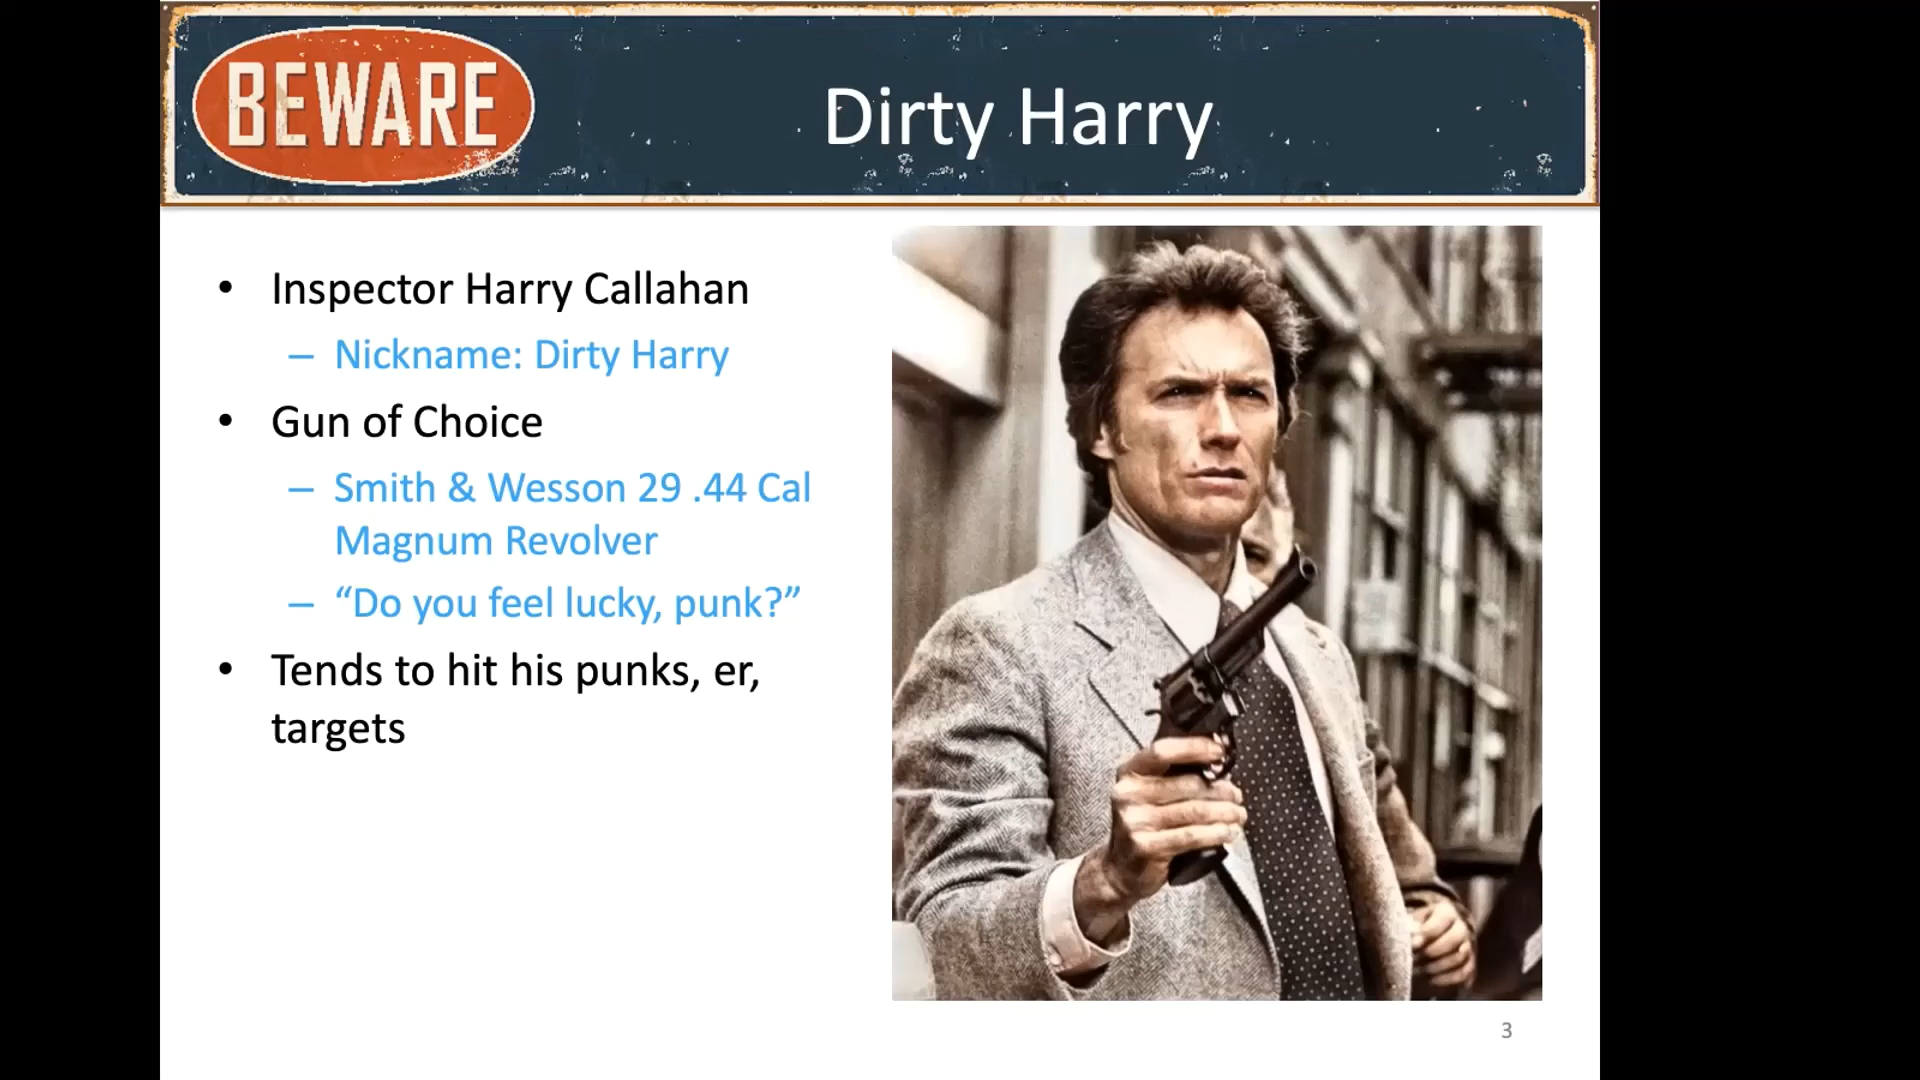 BEWARE
Dirty Harry
• Inspector Harry Callahan
– Nickname: Dirty Harry
• Gun of Choice
– Smith & Wesson 29 .44 Cal
Magnum Revolver
– “Do you feel lucky, punk?”
• Tends to hit his punks, er,
targets
3